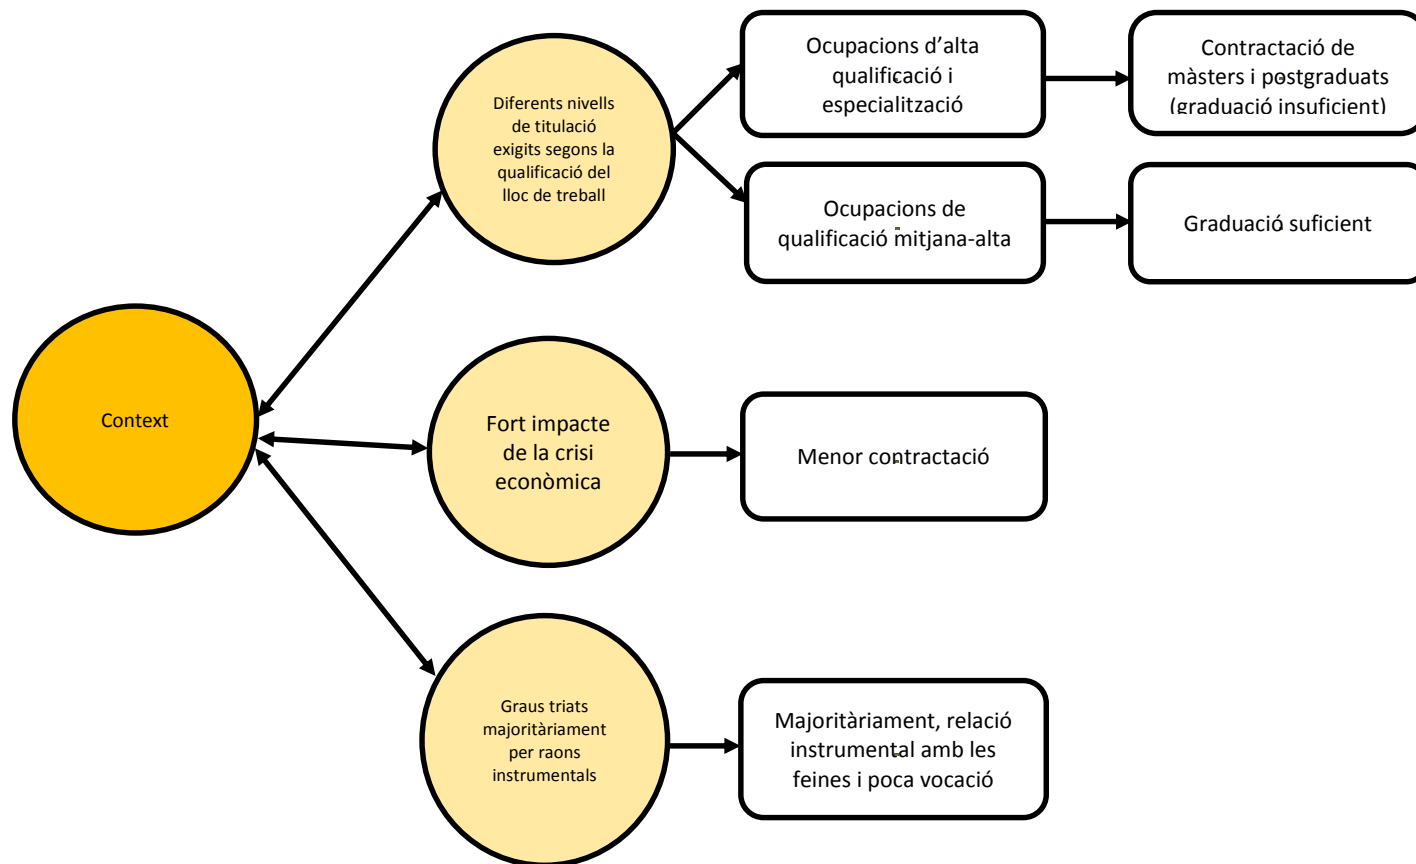 Diferents nivells
de titulació
exigits segons la
qualificació del
lloc de treball
Ocupacions d’alta
qualificació i
especialització
Contractació de
màsters i postgraduats
(graduació insuficient)
Ocupacions de
qualificació mitjana-alta
Graduació suficient
Context
Fort impacte
de la crisi
econòmica
Menor contractació
Graus triats
majoritàriament
per raons
instrumentals
Majoritàriament, relació
instrumental amb les
feines i poca vocació